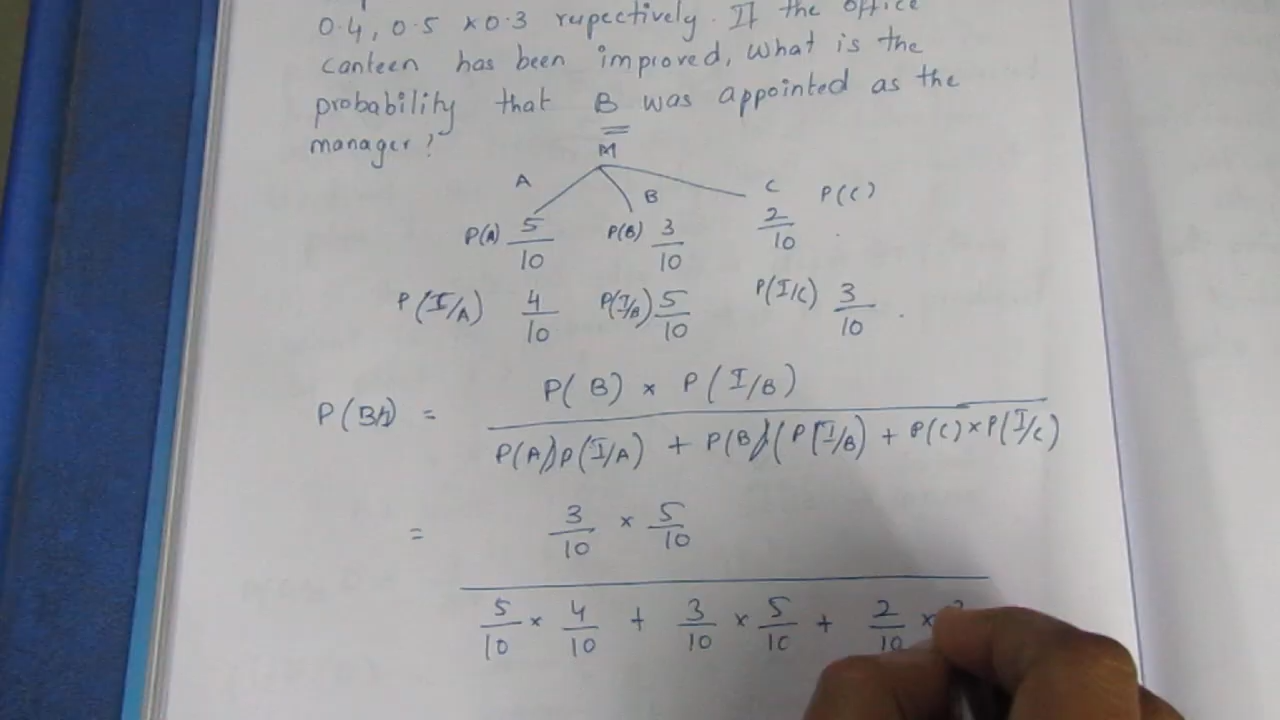 0.4, 0.5 x 0.3 respectively. If the office
canteen has been improved, what is the
probability that B was appointed as the
manager?
M
A B C P(C)
P(A) 5/10 P(B) 3/10 2/10
P(I/A) 4/10 P(I/B) 5/10 P(I/C) 3/10
P(B) × P(I/B)
P(B/I) =
P(A)P(I/A) + P(B)(P(I/B) + P(C)×P(I/C)
= 3/10 × 5/10
5/10 × 4/10 + 3/10 × 5/10 + 2/10 ×